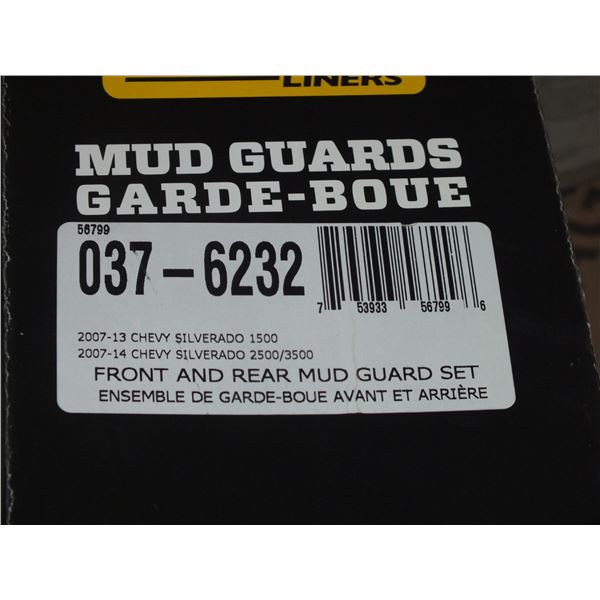 LINERS
MUD GUARDS
GARDE-BOUE
56799
037-6232
7 53933 56799 6
2007-13 CHEVY SILVERADO 1500
2007-14 CHEVY SILVERADO 2500/3500
FRONT AND REAR MUD GUARD SET
ENSEMBLE DE GARDE-BOUE AVANT ET ARRIÈRE